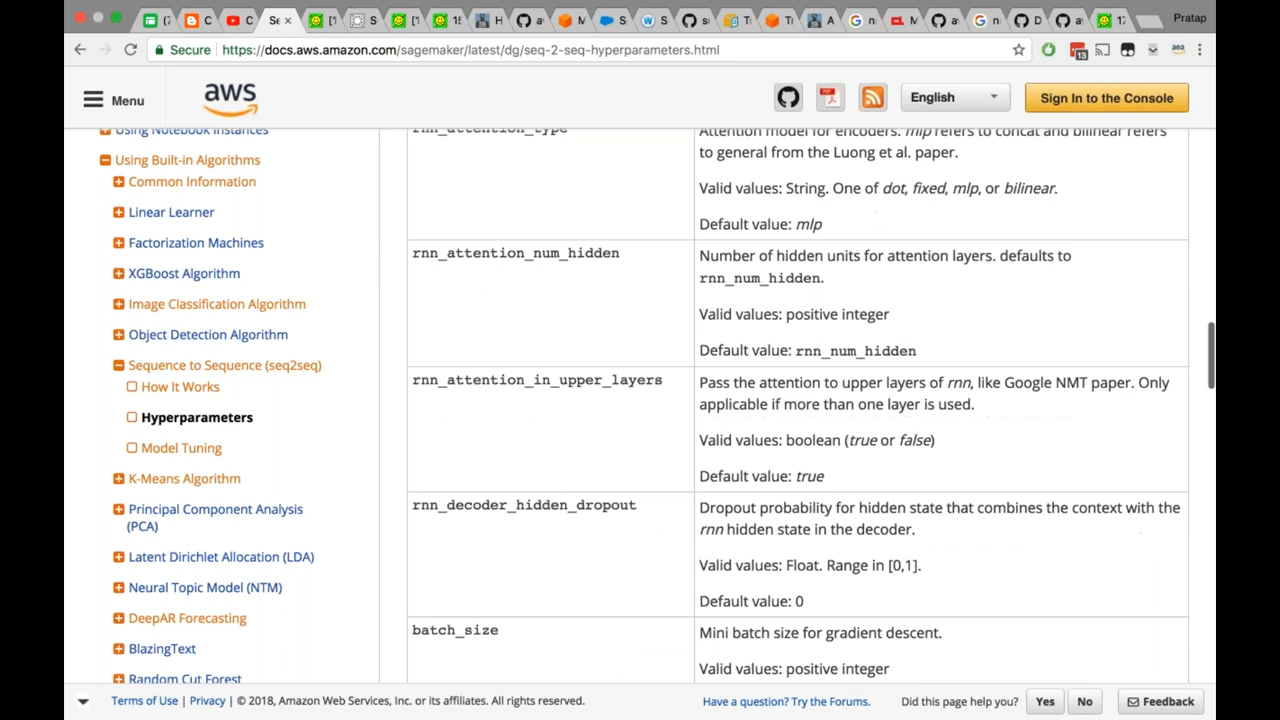 Se
Pratap
Secure
https://docs.aws.amazon.com/sagemaker/latest/dg/seq-2-seq-hyperparameters.html
13
aea
Menu
aws
English
Sign In to the Console
Using Notebook Instances
Using Built-in Algorithms
Common Information
Linear Learner
Factorization Machines
XGBoost Algorithm
Image Classification Algorithm
Object Detection Algorithm
Sequence to Sequence (seq2seq)
How It Works
Hyperparameters
Model Tuning
K-Means Algorithm
Principal Component Analysis
(PCA)
Latent Dirichlet Allocation (LDA)
Neural Topic Model (NTM)
DeepAR Forecasting
BlazingText
Random Cut Forest
rnn_attention_type
Attention model for encoders. mlp refers to concat and bilinear refers
to general from the Luong et al. paper.
Valid values: String. One of dot, fixed, mlp, or bilinear.
Default value: mlp
rnn_attention_num_hidden
Number of hidden units for attention layers. defaults to
rnn_num_hidden.
Valid values: positive integer
Default value: rnn_num_hidden
rnn_attention_in_upper_layers
Pass the attention to upper layers of rnn, like Google NMT paper. Only
applicable if more than one layer is used.
Valid values: boolean (true or false)
Default value: true
rnn_decoder_hidden_dropout
Dropout probability for hidden state that combines the context with the
rnn hidden state in the decoder.
Valid values: Float. Range in [0,1].
Default value: 0
batch_size
Mini batch size for gradient descent.
Valid values: positive integer
Terms of Use | Privacy | © 2018, Amazon Web Services, Inc. or its affiliates. All rights reserved.
Have a question? Try the Forums.
Did this page help you?
Yes
No
Feedback